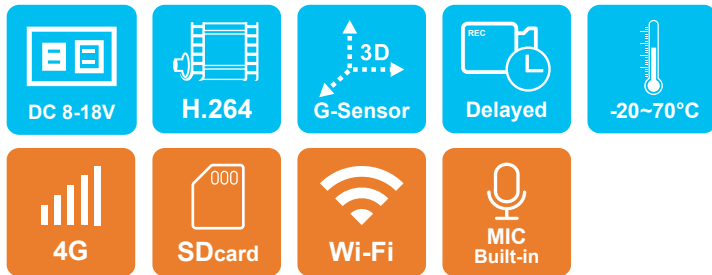 REC
3D
DC 8-18V
H.264
G-Sensor
Delayed
-20~70°C
000
4G
SDcard
Wi-Fi
MIC
Built-in